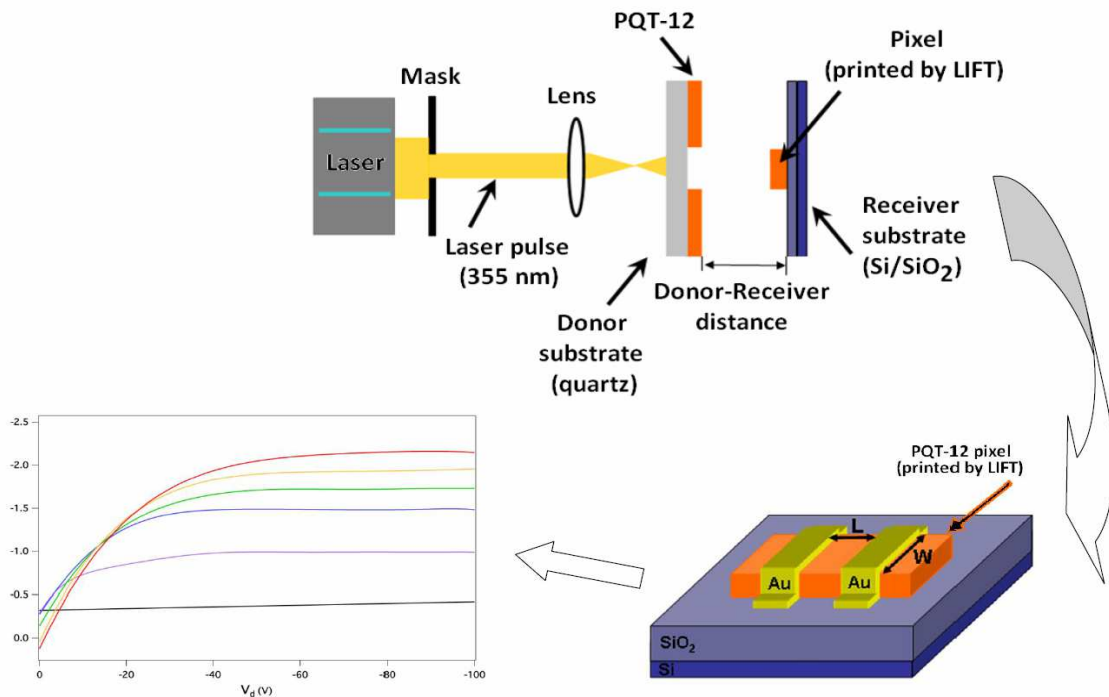 PQT-12
Pixel
(printed by LIFT)
Mask
Lens
Laser
Laser pulse
(355 nm)
Receiver
substrate
(Si/SiO2)
Donor-Receiver
distance
Donor
substrate
(quartz)
-2.5
-2.0
-1.5
-1.0
-0.5
0.0
0
-20
-40
-60
-80
-100
Vd (V)
PQT-12 pixel
(printed by LIFT)
L
W
Au
Au
SiO2
Si